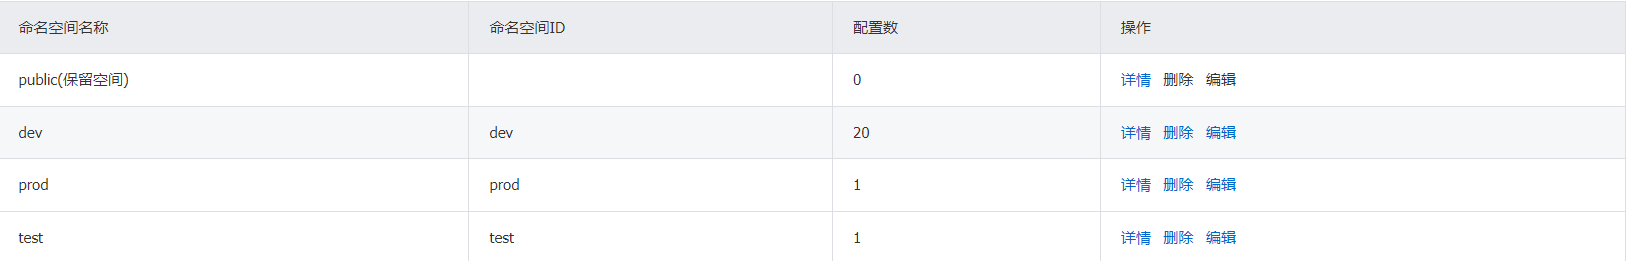 命名空间名称 命名空间ID 配置数 操作
public(保留空间) 0 详情 删除 编辑
dev dev 20 详情 删除 编辑
prod prod 1 详情 删除 编辑
test test 1 详情 删除 编辑